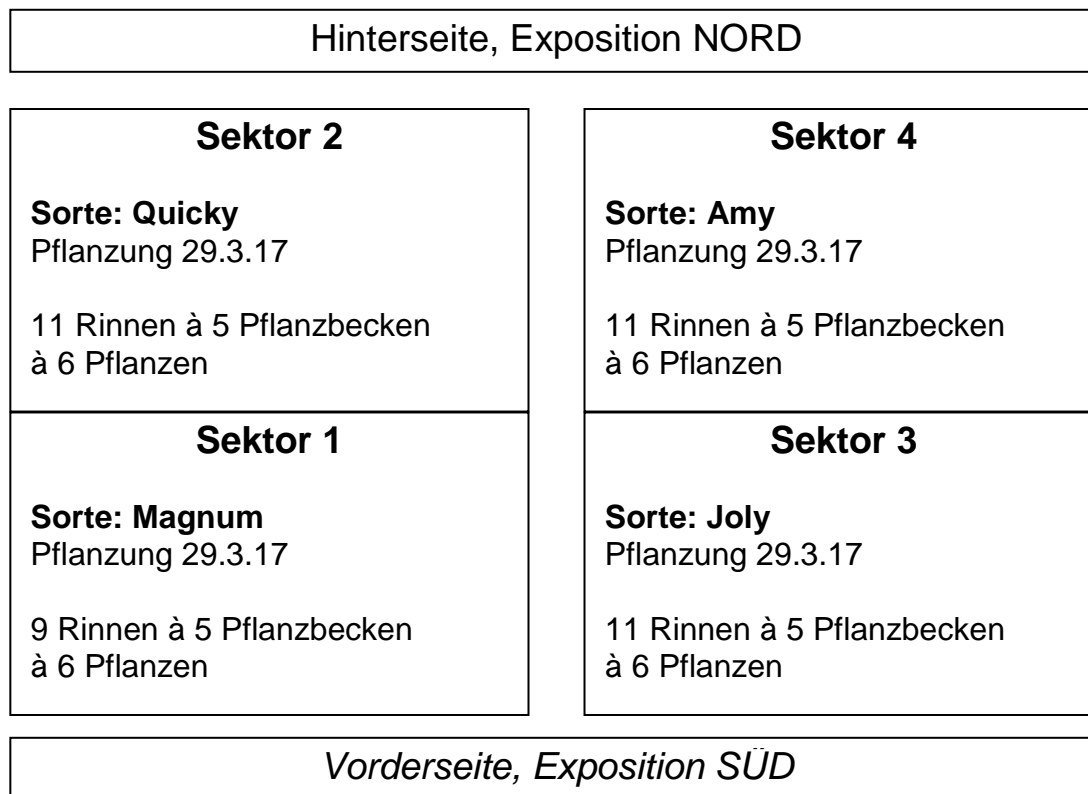 Hinterseite, Exposition NORD
Sektor 2
Sorte: Quicky
Pflanzung 29.3.17
11 Rinnen à 5 Pflanzbecken
à 6 Pflanzen
Sektor 4
Sorte: Amy
Pflanzung 29.3.17
11 Rinnen à 5 Pflanzbecken
à 6 Pflanzen
Sektor 1
Sorte: Magnum
Pflanzung 29.3.17
9 Rinnen à 5 Pflanzbecken
à 6 Pflanzen
Sektor 3
Sorte: Joly
Pflanzung 29.3.17
11 Rinnen à 5 Pflanzbecken
à 6 Pflanzen
Vorderseite, Exposition SÜD